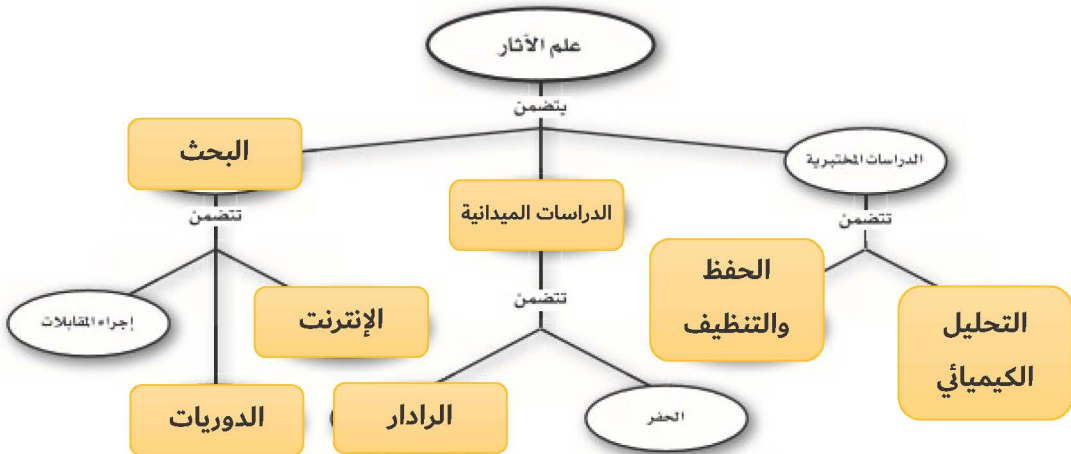 علم الآثار
يتضمن
الدراسات المختبرية
الدراسات الميدانية
البحث
تتضمن
تتضمن
تتضمن
التحليل
الكيميائي
الحفظ
والتنظيف
الحفر
الرادار
الإنترنت
الدوريات
إجراء المقابلات